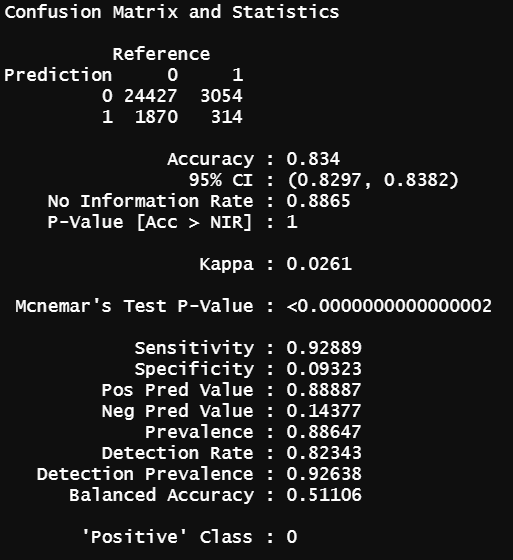 Confusion Matrix and Statistics
Reference
Prediction 0 1
0 24427 3054
1 1870 314
Accuracy : 0.834
95% CI : (0.8297, 0.8382)
No Information Rate : 0.8865
P-Value [Acc > NIR] : 1
Kappa : 0.0261
Mcnemar's Test P-Value : <0.0000000000000002
Sensitivity : 0.92889
Specificity : 0.09323
Pos Pred Value : 0.88887
Neg Pred Value : 0.14377
Prevalence : 0.88647
Detection Rate : 0.82343
Detection Prevalence : 0.92638
Balanced Accuracy : 0.51106
'Positive' Class : 0